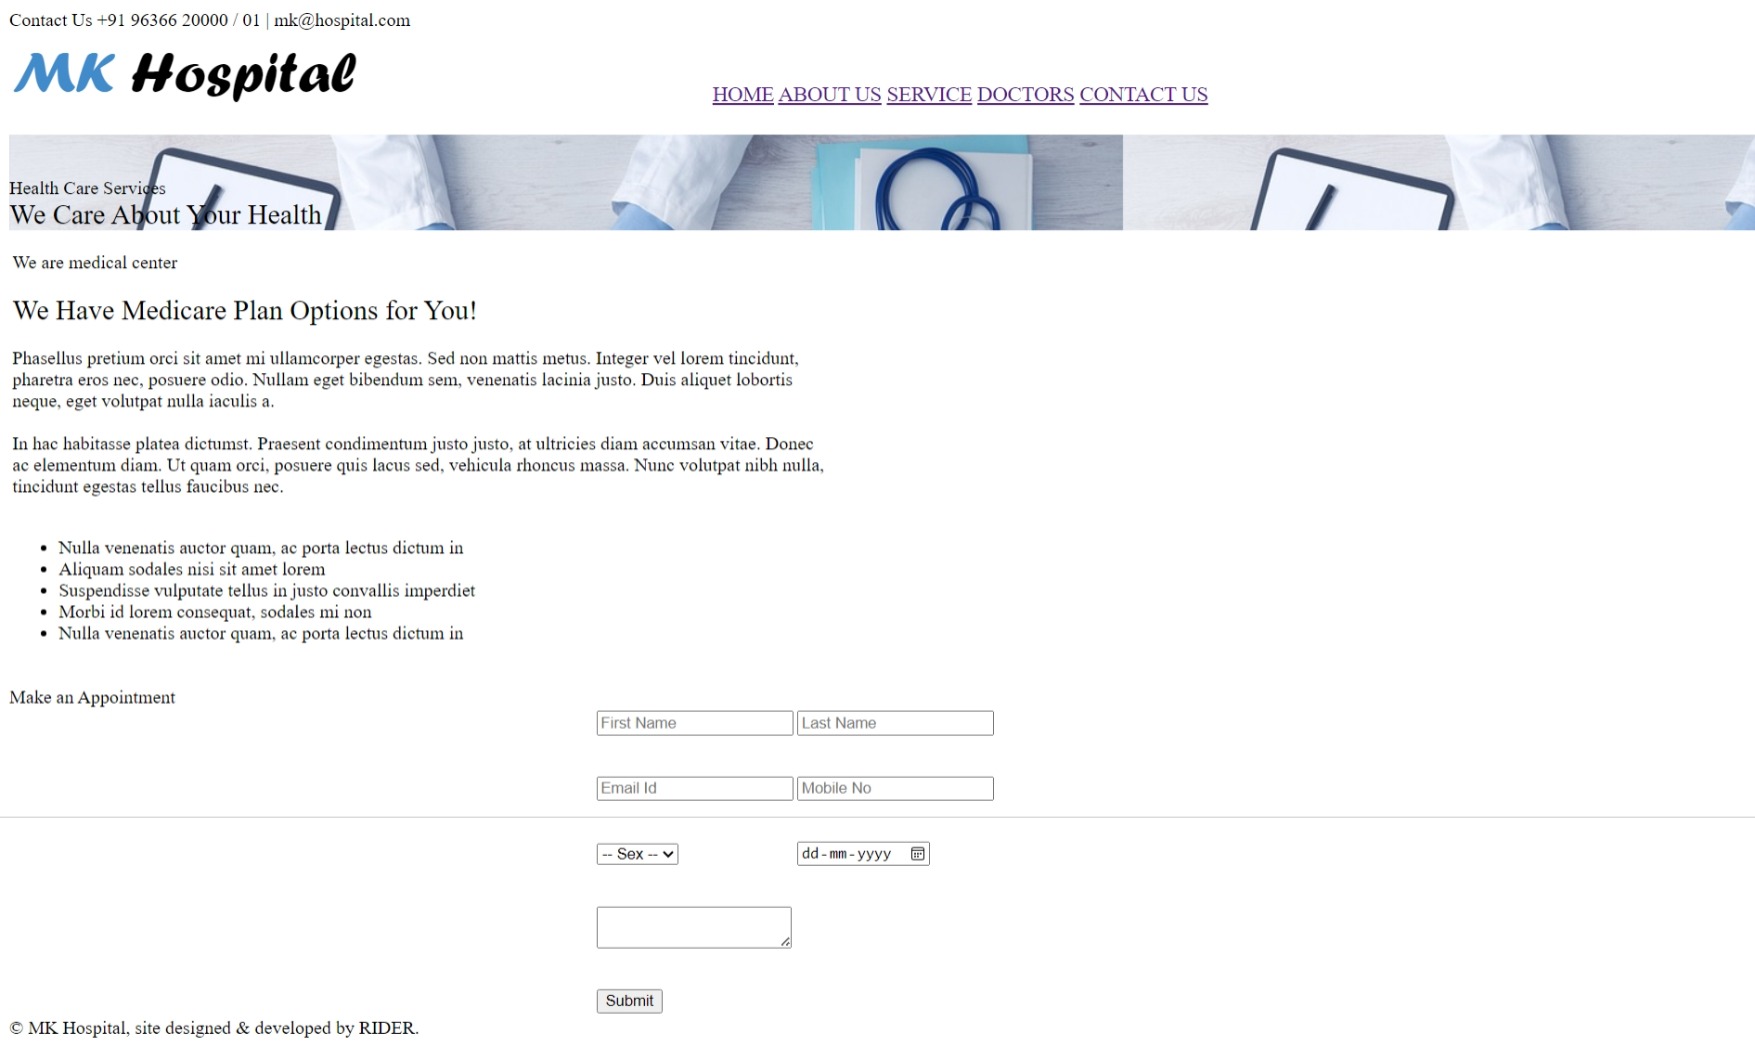 Contact Us +91 96366 20000 / 01 | mk@hospital.com
MK Hospital
HOME ABOUT US SERVICE DOCTORS CONTACT US
Health Care Services
We Care About Your Health
We are medical center
We Have Medicare Plan Options for You!
Phasellus pretium orci sit amet mi ullamcorper egestas. Sed non mattis metus. Integer vel lorem tincidunt,
pharetra eros nec, posuere odio. Nullam eget bibendum sem, venenatis lacinia justo. Duis aliquet lobortis
neque, eget volutpat nulla iaculis a.
In hac habitasse platea dictumst. Praesent condimentum justo justo, at ultricies diam accumsan vitae. Donec
ac elementum diam. Ut quam orci, posuere quis lacus sed, vehicula rhoncus massa. Nunc volutpat nibh nulla,
tincidunt egestas tellus faucibus nec.
• Nulla venenatis auctor quam, ac porta lectus dictum in
• Aliquam sodales nisi sit amet lorem
• Suspendisse vulputate tellus in justo convallis imperdiet
• Morbi id lorem consequat, sodales mi non
• Nulla venenatis auctor quam, ac porta lectus dictum in
Make an Appointment
First Name Last Name
Email Id Mobile No
-- Sex -- dd-mm-yyyy
Submit
© MK Hospital, site designed & developed by RIDER.